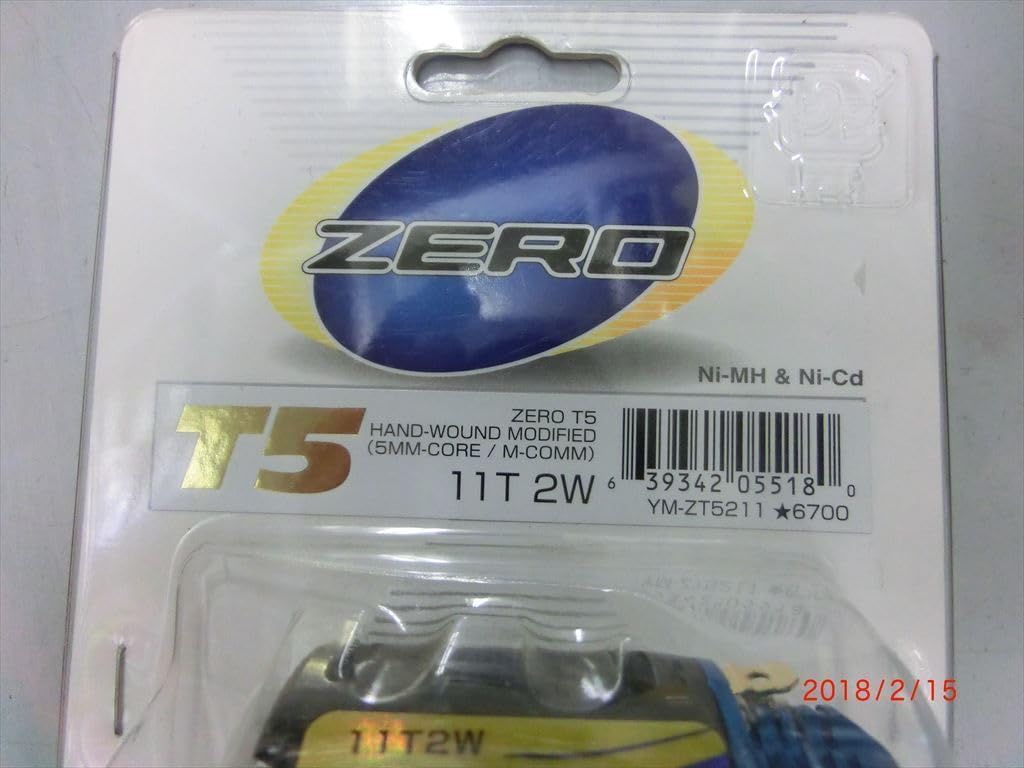 ZERO
Ni-MH & Ni-Cd
T5
ZERO T5
HAND-WOUND MODIFIED
(5MM-CORE / M-COMM)
11T 2W
6 39342 05518 0
YM-ZT5211 ★6700
11T2W
2018/2/15